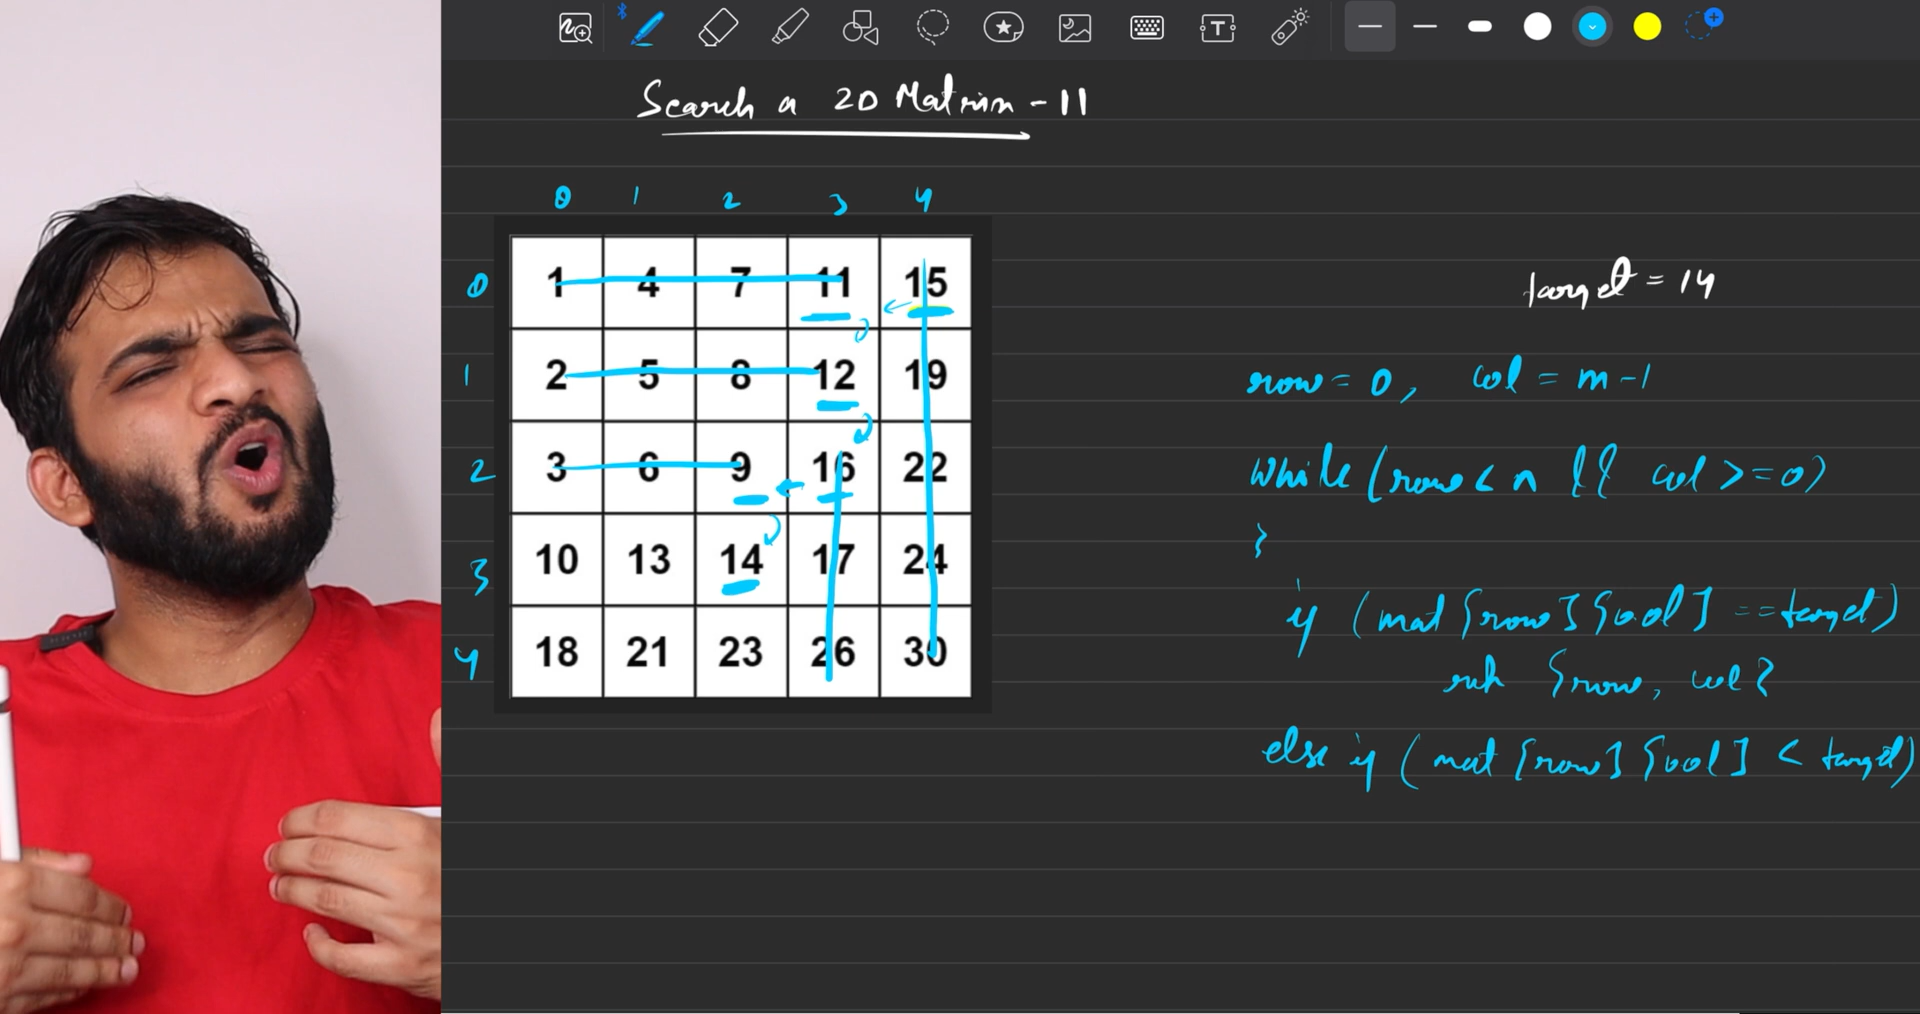 Search a 2D Matrix - II
0 1 2 3 4
0 1 4 7 11 15
1 2 5 8 12 19
2 3 6 9 16 22
3 10 13 14 17 24
4 18 21 23 26 30
target = 14
row = 0, col = m-1
while (row < n && col >= 0)
{
if (mat[row][col] == target)
ret {row, col}
else if (mat[row][col] < target)